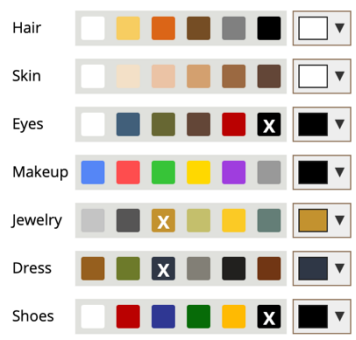 Hair
Skin
Eyes X
Makeup
Jewelry X
Dress X
Shoes X